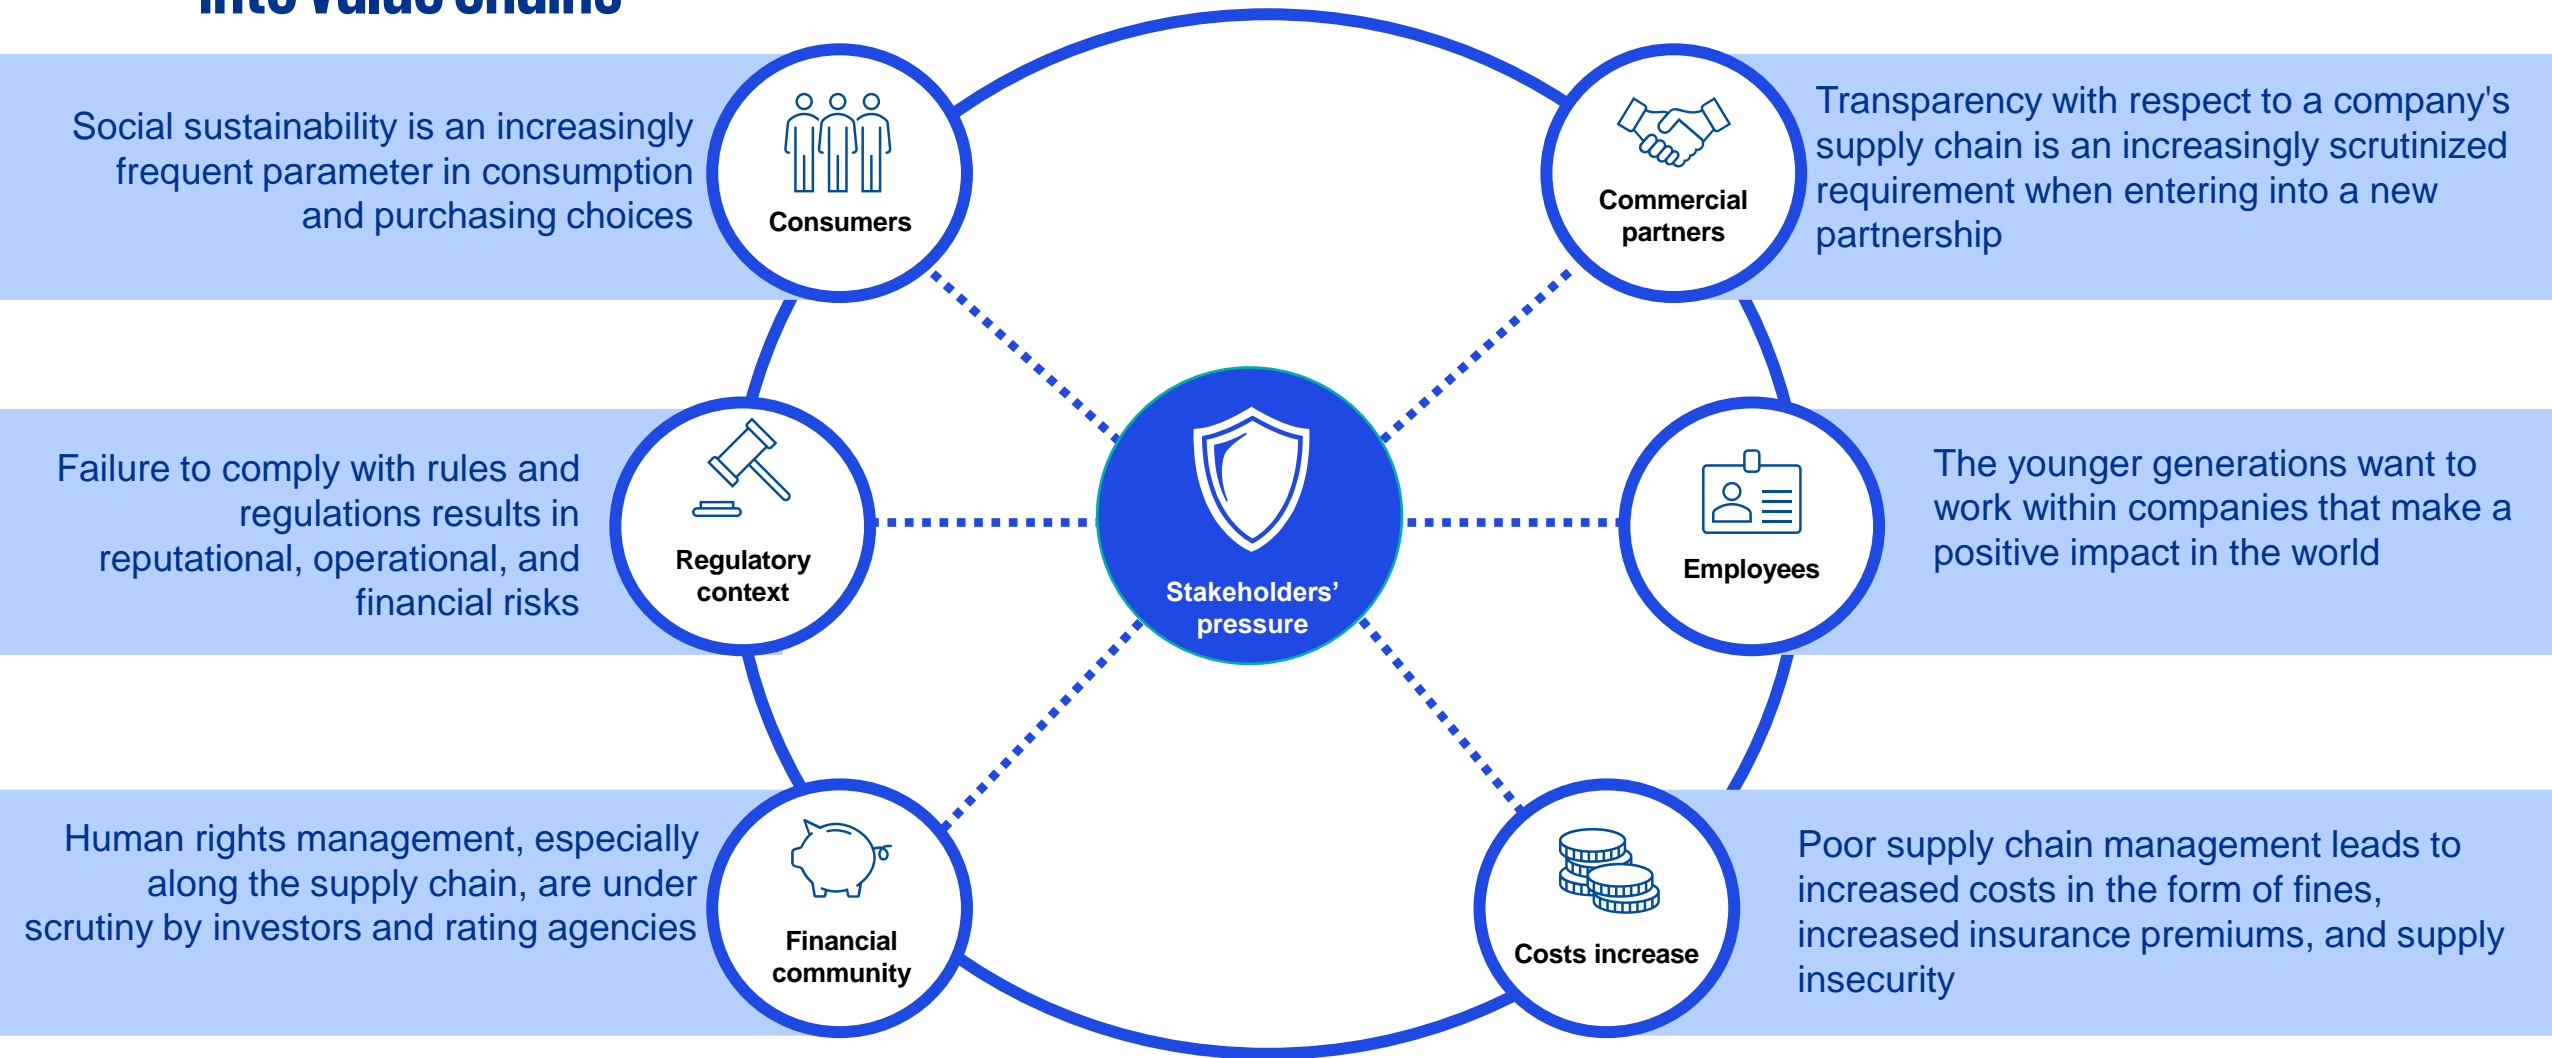 into value chains
Social sustainability is an increasingly
frequent parameter in consumption
and purchasing choices
Consumers
Commercial
partners
Transparency with respect to a company's
supply chain is an increasingly scrutinized
requirement when entering into a new
partnership
Failure to comply with rules and
regulations results in
reputational, operational, and
financial risks
Regulatory
context
Stakeholders’
pressure
Employees
The younger generations want to
work within companies that make a
positive impact in the world
Human rights management, especially
along the supply chain, are under
scrutiny by investors and rating agencies
Financial
community
Costs increase
Poor supply chain management leads to
increased costs in the form of fines,
increased insurance premiums, and supply
insecurity